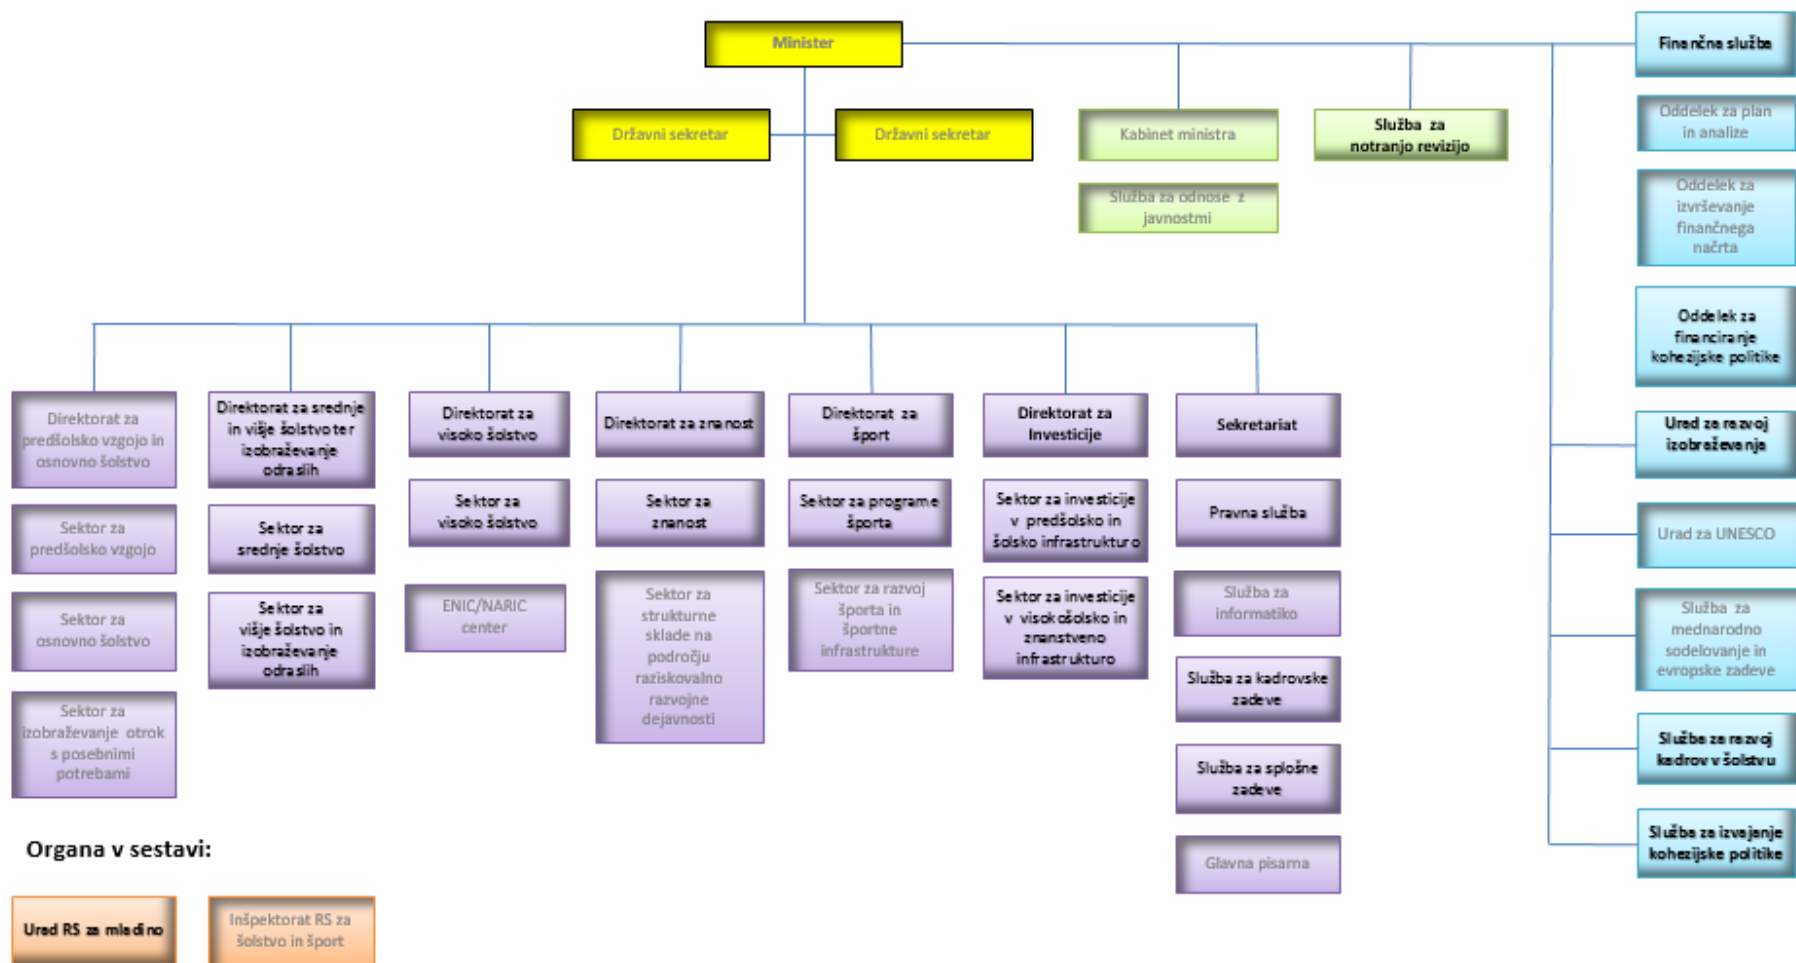 Minister
Državni sekretar
Državni sekretar
Kabinet ministra
Služba za odnose z
javnostmi
Služba za
notranjo revizijo
Finančna služba
Oddelek za plan
in analize
Oddelek za
izvrševanje
finančnega
načrta
Oddelek za
financiranje
kohezijske politike
Urad za razvoj
izobraževanja
Urad za UNESCO
Služba za
mednarodno
sodelovanje in
evropske zadeve
Služba za razvoj
kadrov v šolstvu
Služba za izvajanje
kohezijske politike
Direktorat za
predšolsko vzgojo in
osnovno šolstvo
Sektor za
predšolsko vzgojo
Sektor za
osnovno šolstvo
Sektor za
izobraževanje otrok
s posebnimi
potrebami
Direktorat za srednje
in višje šolstvo ter
izobraževanje
odraslih
Sektor za
srednje šolstvo
Sektor za
višje šolstvo in
izobraževanje
odraslih
Direktorat za
visoko šolstvo
Sektor za
visoko šolstvo
ENIC/NARIC
center
Direktorat za znanost
Sektor za
znanost
Sektor za
strukturne
sklade na
področju
raziskovalno
razvojne
dejavnosti
Direktorat za
šport
Sektor za programe
športa
Sektor za razvoj
športa in
športne
infrastrukture
Direktorat za
Investicije
Sektor za investicije
v predšolsko in
šolsko infrastrukturo
Sektor za investicije
v visokošolsko in
znanstveno
infrastrukturo
Sekretariat
Pravna služba
Služba za
informatiko
Služba za kadrovske
zadeve
Služba za splošne
zadeve
Glavna pisarna
Organa v sestavi:
Urad RS za mladino
Inšpektorat RS za
šolstvo in šport